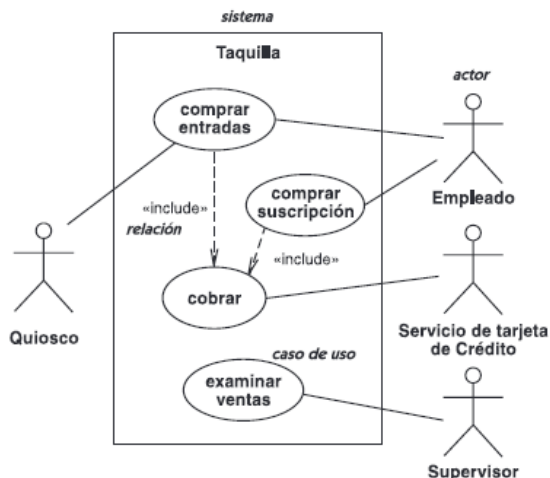 sistema
Taquilla
actor
comprar
entradas
comprar
suscripción
Empleado
«include»
relación
«include»
cobrar
Quiosco
Servicio de tarjeta
de Crédito
caso de uso
examinar
ventas
Supervisor